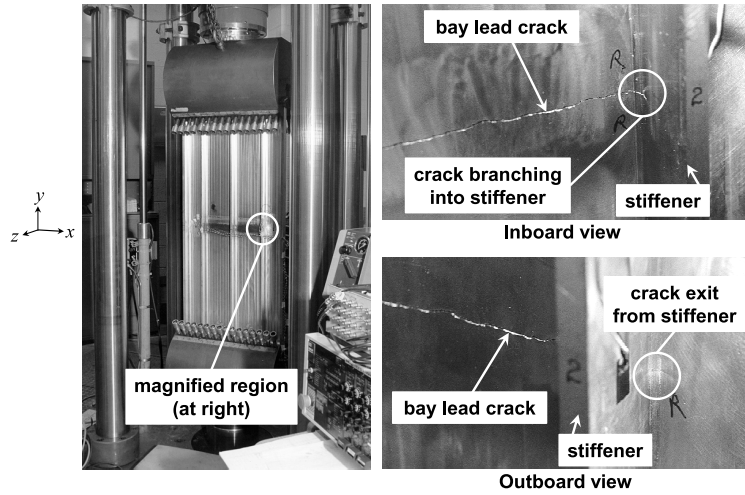 y
z
x
magnified region
(at right)
bay lead crack
R
R
2
crack branching
into stiffener
stiffener
Inboard view
crack exit
from stiffener
2
R
bay lead crack
stiffener
Outboard view